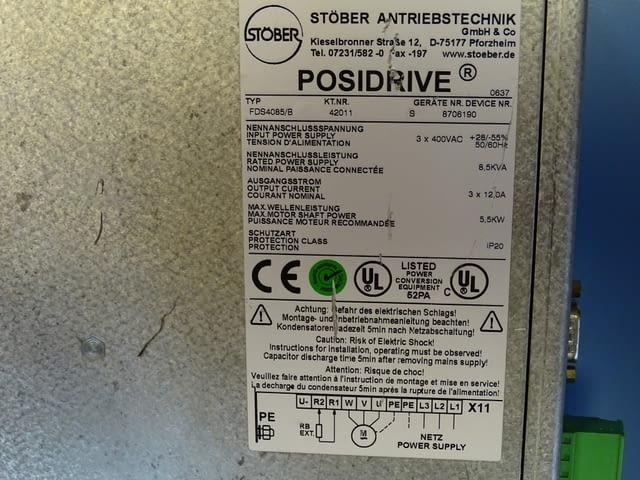 STÖBER
STÖBER ANTRIEBSTECHNIK
GmbH & Co
Kieselbronner Straße 12, D-75177 Pforzheim
Tel. 07231/582 -0 Fax -197 www.stoeber.de
POSIDRIVE ®
0637
TYP KT.NR. GERÄTE NR. DEVICE NR.
FDS4085/B 42011 S 8706190
NENNANSCHLUSSSPANNUNG
INPUT POWER SUPPLY 3 x 400VAC +28/-55%
TENSION D'ALIMENTATION 50/60Hz
NENNANSCHLUSSLEISTUNG
RATED POWER SUPPLY 8,5KVA
NOMINAL PAISSANCE CONNECTÉE
AUSGANGSSTROM
OUTPUT CURRENT 3 x 12,0A
COURANT NOMINAL
MAX.WELLENLEISTUNG
MAX.MOTOR SHAFT POWER 5,5KW
PUISSANCE MOTEUR RECOMMANDÉE
SCHUTZART
PROTECTION CLASS IP20
PROTECTION
CE UL LISTED
POWER
CONVERSION
EQUIPMENT
52PA
C UL
Achtung: Gefahr des elektrischen Schlags!
Montage- und Inbetriebnahmeanleitung beachten!
Kondensatorentladezeit 5min nach Netzabschaltung!
Caution: Risk of Elektric Shock!
Instructions for installation, operating must be observed!
Capacitor discharge time 5min after removing mains supply!
Attention: Risque de choc!
Veuillez faire attention à l'instruction de montage et mise en service!
La decharge du condensateur 5min après la rupture de l'alimentation!
U- R2 R1 W V U PE PE L3 L2 L1 X11
PE
RB
EXT.
M
NETZ
POWER SUPPLY